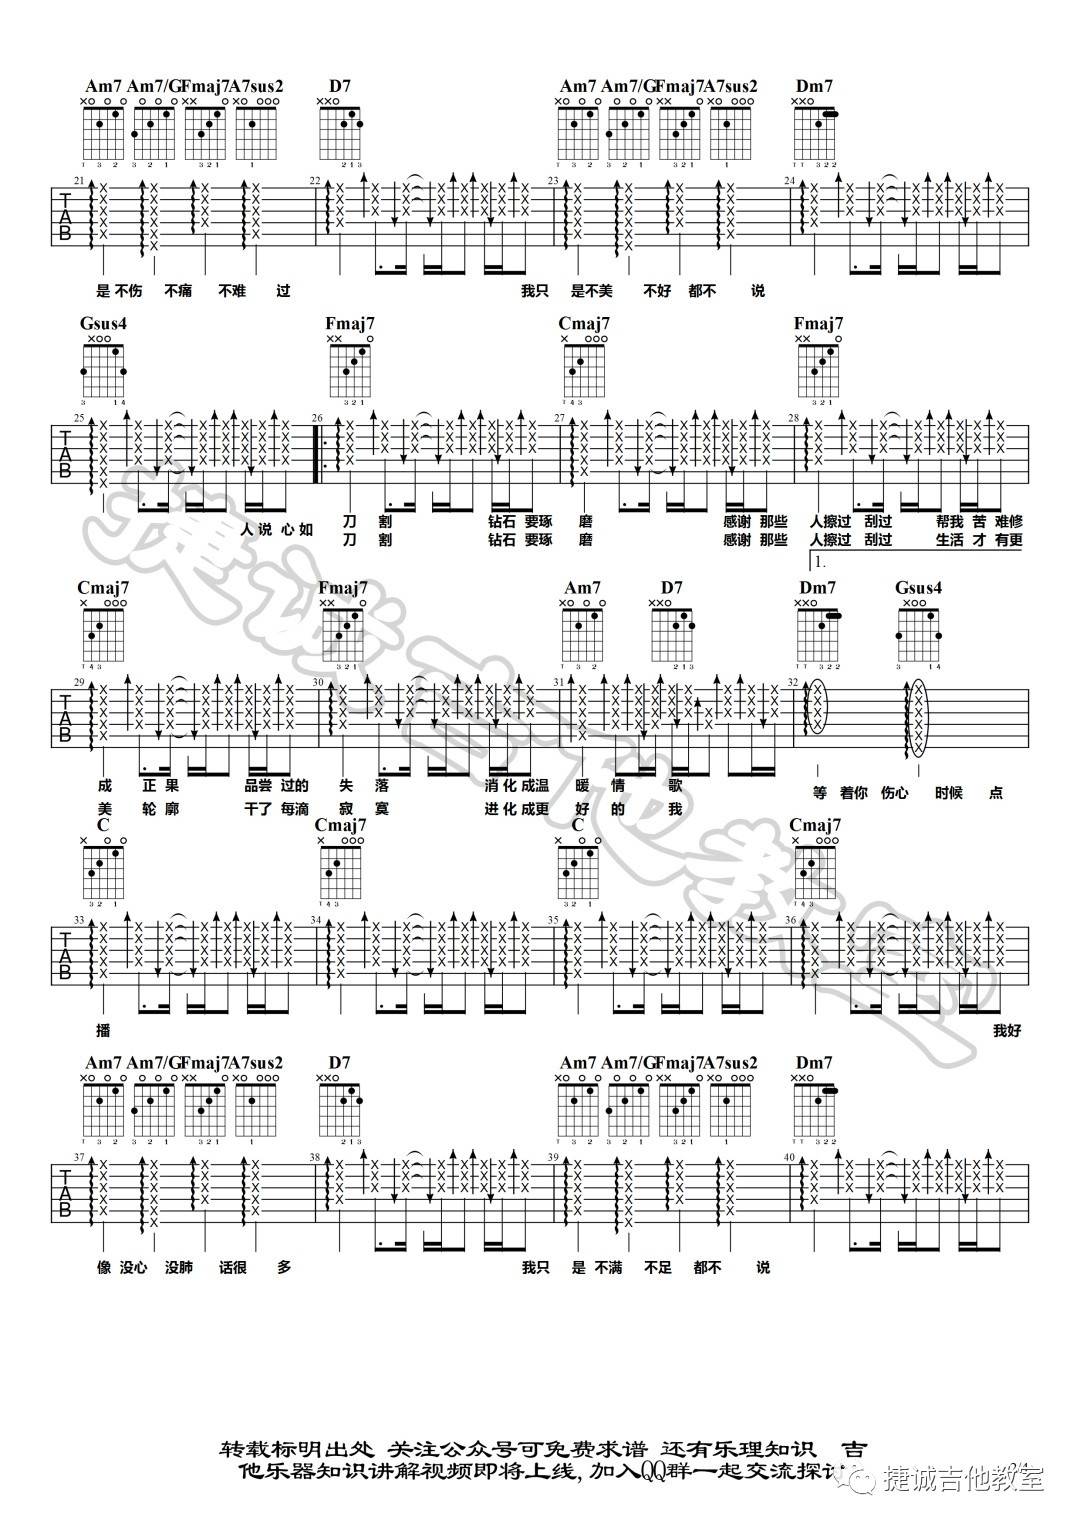 Am7 Am7/G Fmaj7 A7sus2 D7 Am7 Am7/G Fmaj7 A7sus2 Dm7
21 22 23 24
是 不伤 不痛 不难 过 我只 是不美 不好 都不 说
Gsus4 Fmaj7 Cmaj7 Fmaj7
25 26 27 28
人 说 心如 刀 割 钻石 要琢 磨 感谢 那些 人擦过 刮过 帮我 苦 难修
刀 割 钻石 要琢 磨 感谢 那些 人擦过 刮过 生活 才 有更
1.
Cmaj7 Fmaj7 Am7 D7 Dm7 Gsus4
29 30 31 32
成 正 果 品尝 过的 失 落 消 化 成温 暖 情 歌 等 着你 伤心 时候 点
美 轮 廓 干了 每滴 寂 寞 进 化 成更 好 的 我
C Cmaj7 C Cmaj7
33 34 35 36
播 我好
Am7 Am7/G Fmaj7 A7sus2 D7 Am7 Am7/G Fmaj7 A7sus2 Dm7
37 38 39 40
像 没心 没肺 话很 多 我只 是 不满 不足 都不 说
捷诚吉他教室
转载标明出处 关注公众号可免费求谱 还有乐理知识 吉
他乐器知识讲解视频即将上线,加入QQ群一起交流探讨
捷诚吉他教室